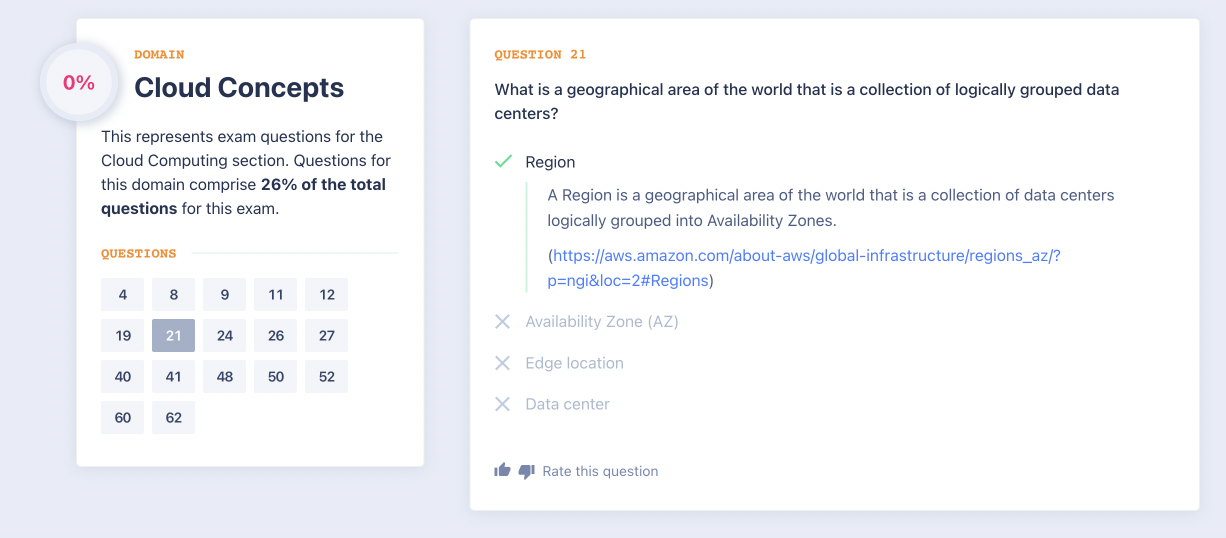 0%
DOMAIN
Cloud Concepts
This represents exam questions for the
Cloud Computing section. Questions for
this domain comprise 26% of the total
questions for this exam.
QUESTIONS
4 8 9 11 12
19 21 24 26 27
40 41 48 50 52
60 62
QUESTION 21
What is a geographical area of the world that is a collection of logically grouped data
centers?
Region
A Region is a geographical area of the world that is a collection of data centers
logically grouped into Availability Zones.
(https://aws.amazon.com/about-aws/global-infrastructure/regions_az/?
p=ngi&loc=2#Regions)
Availability Zone (AZ)
Edge location
Data center
Rate this question